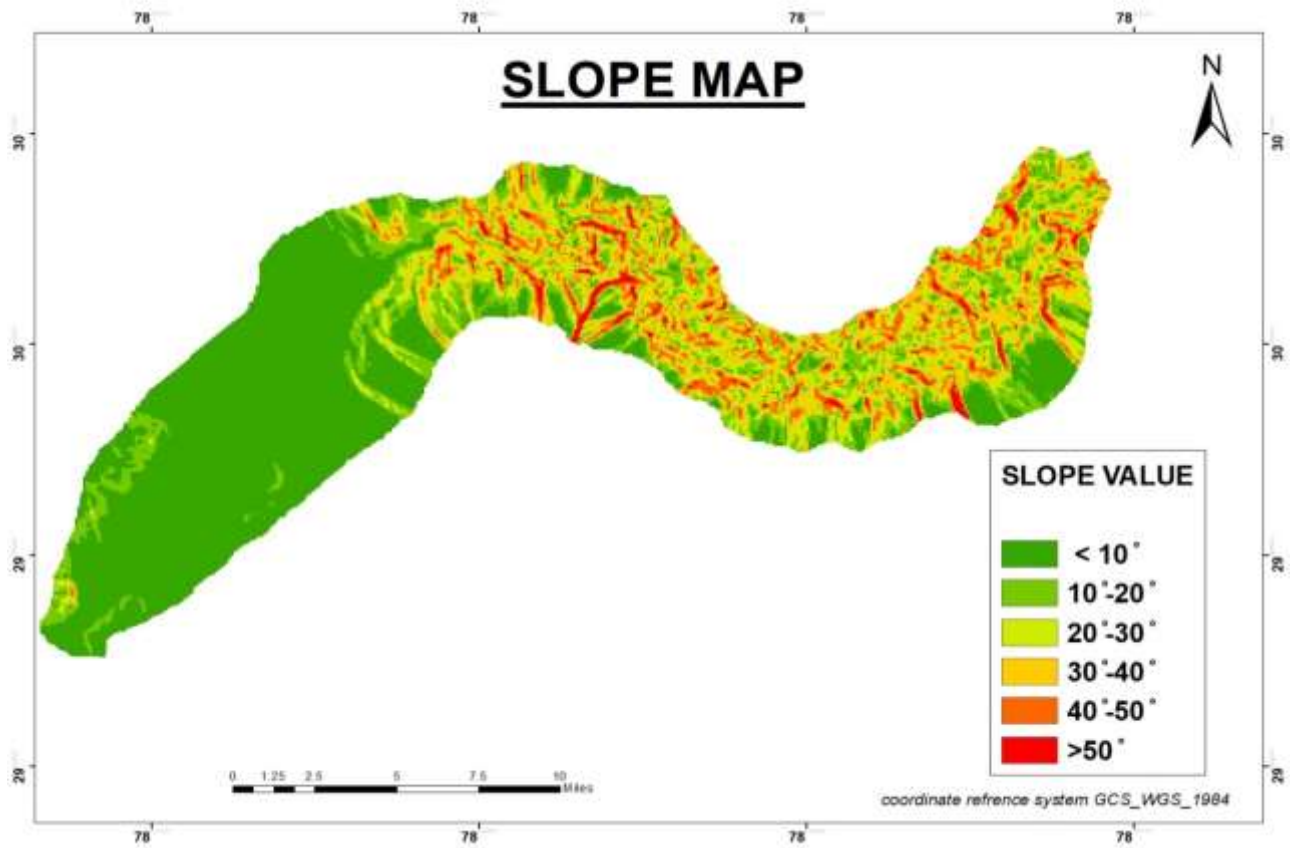 78 78 78 78
SLOPE MAP
N
30 30
30 30
SLOPE VALUE
< 10°
10°-20°
20°-30°
30°-40°
40°-50°
>50°
29 29
29 29
0 1.25 2.5 5 7.5 10
Miles
coordinate refrence system GCS_WGS_1984
78 78 78 78